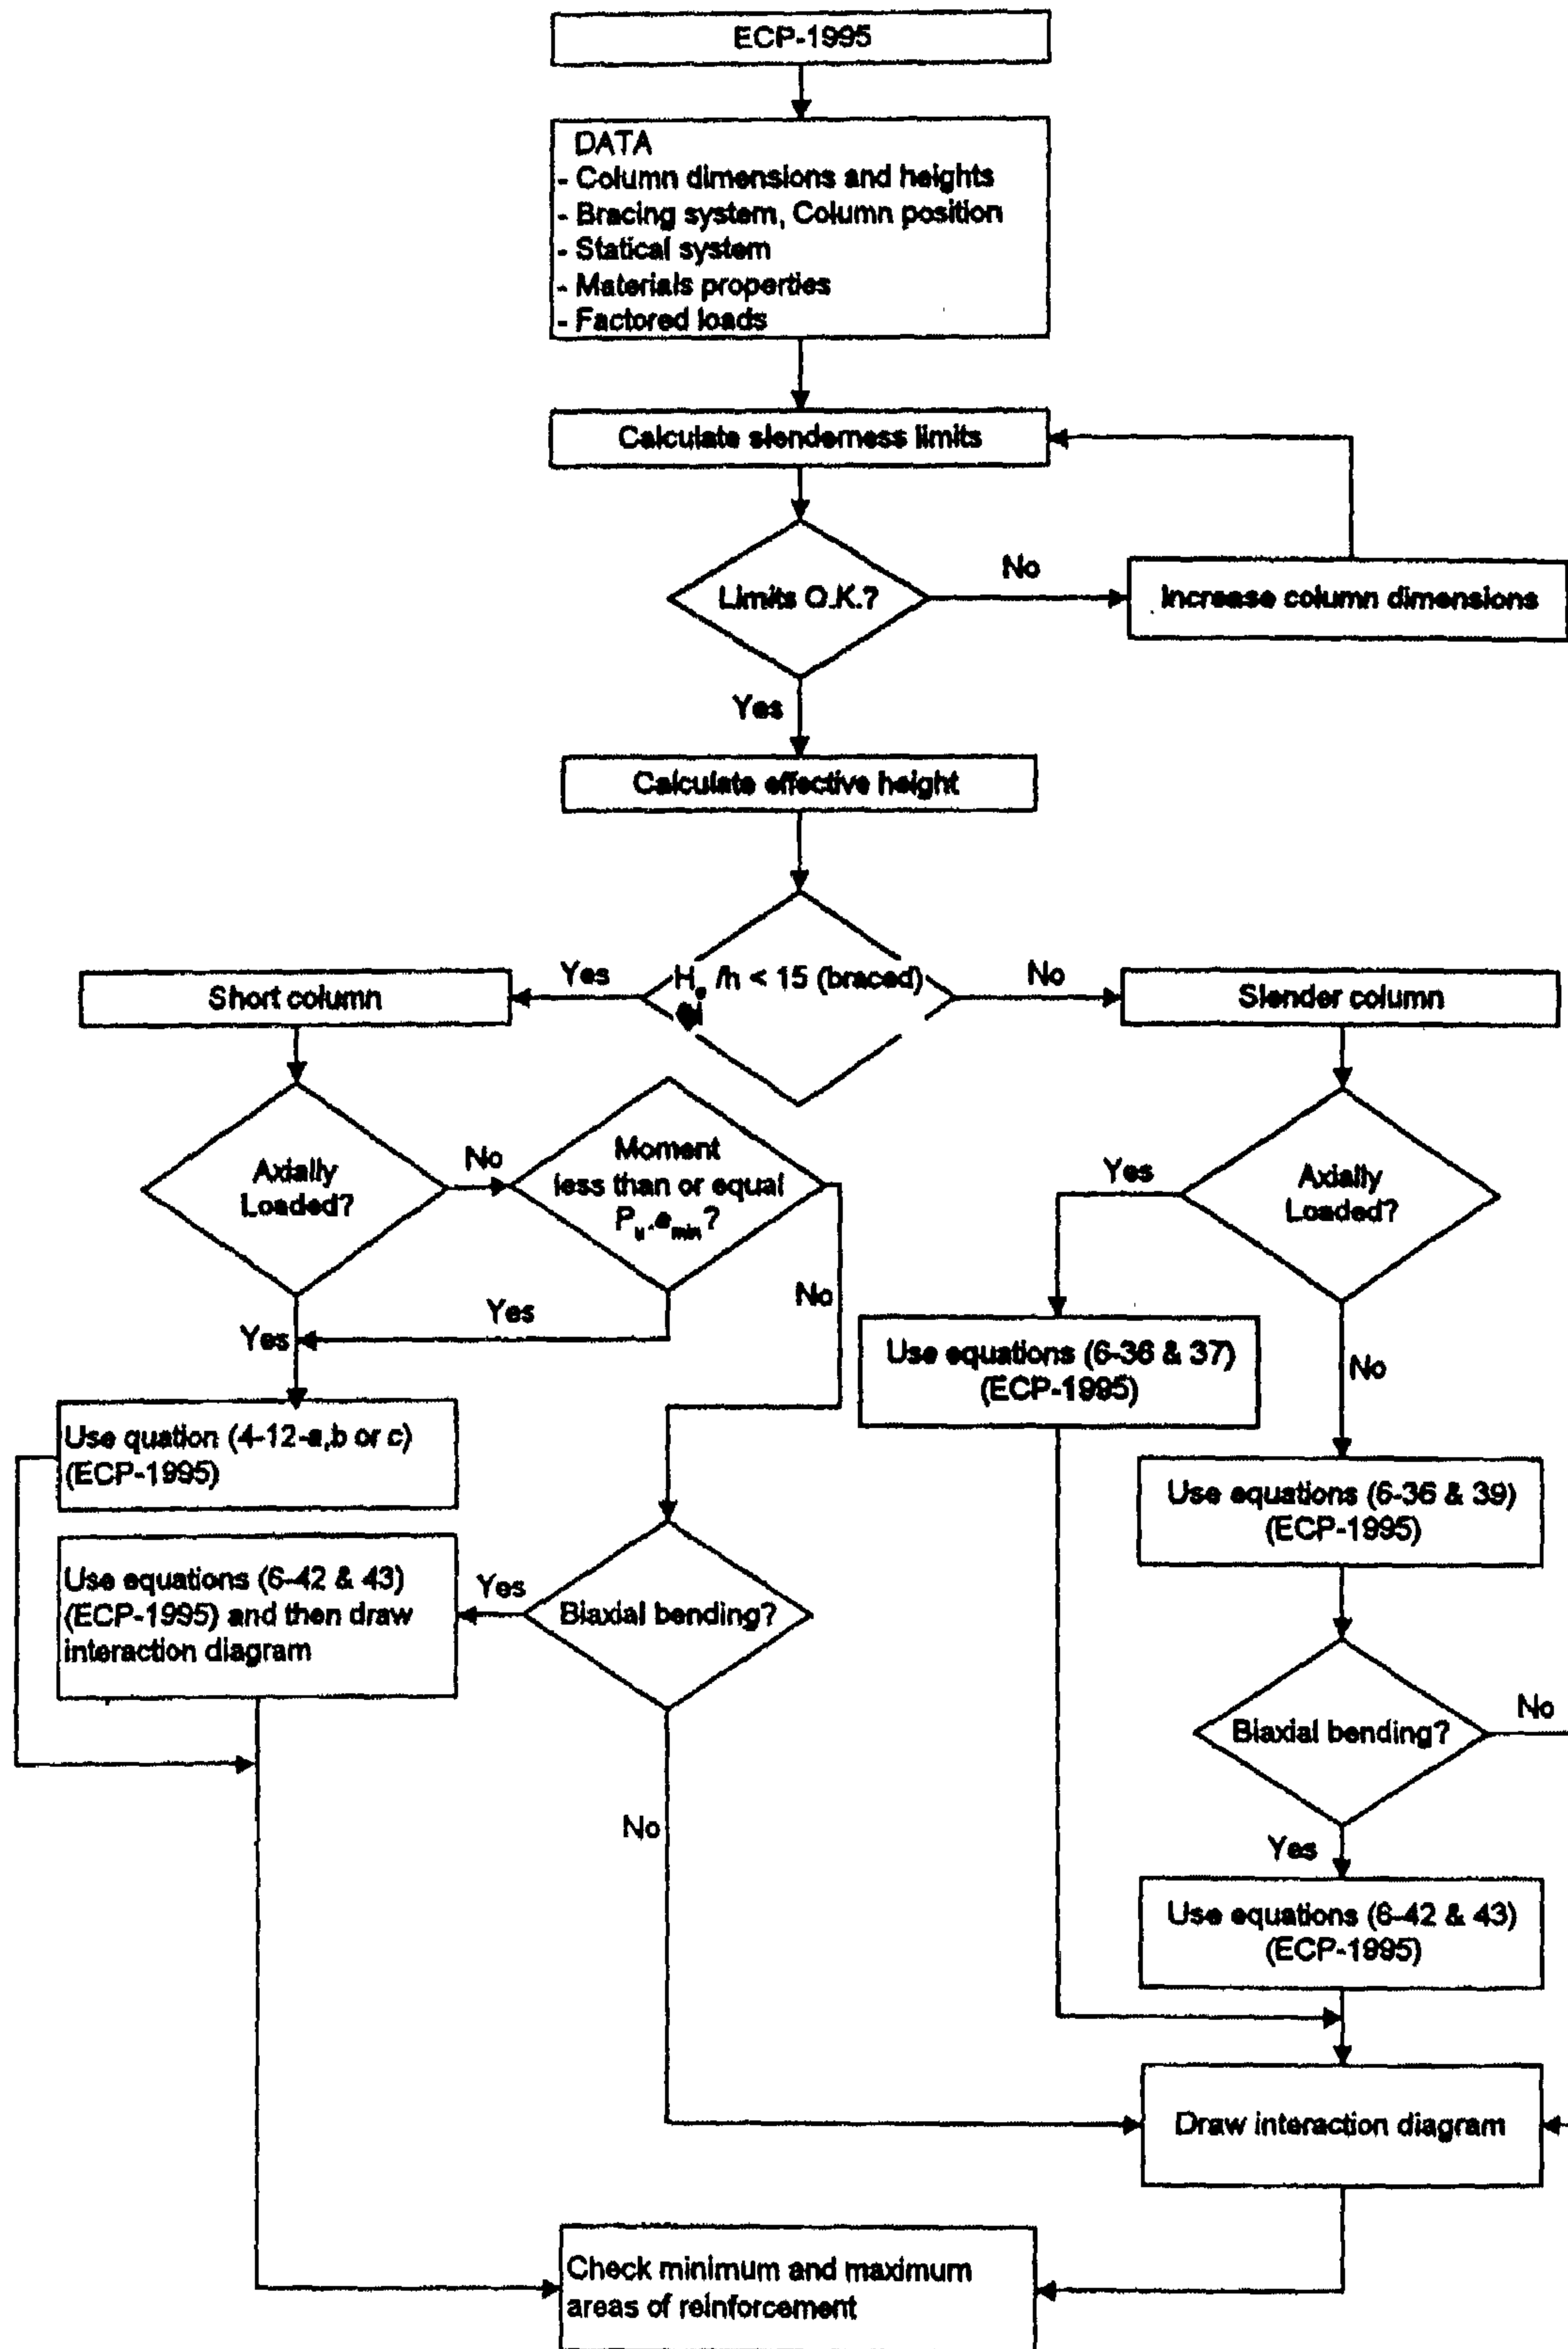 ECP-1995
DATA
- Column dimensions and heights
- Bracing system, Column position
- Statical system
- Materials properties
- Factored loads
Calculate slenderness limits
Limits O.K.?
No
Increase column dimensions
Yes
Calculate effective height
H_e /h < 15 (braced)
Yes
No
Short column
Slender column
Axially
Loaded?
No
Moment
less than or equal
P_u.e_min?
Yes
Axially
Loaded?
Yes
Yes
No
No
Use equations (6-36 & 37)
(ECP-1995)
Use quation (4-12-a,b or c)
(ECP-1995)
Use equations (6-36 & 39)
(ECP-1995)
Use equations (6-42 & 43)
(ECP-1995) and then draw
interaction diagram
Yes
Biaxial bending?
Biaxial bending?
No
No
Yes
Use equations (6-42 & 43)
(ECP-1995)
Draw interaction diagram
Check minimum and maximum
areas of reinforcement